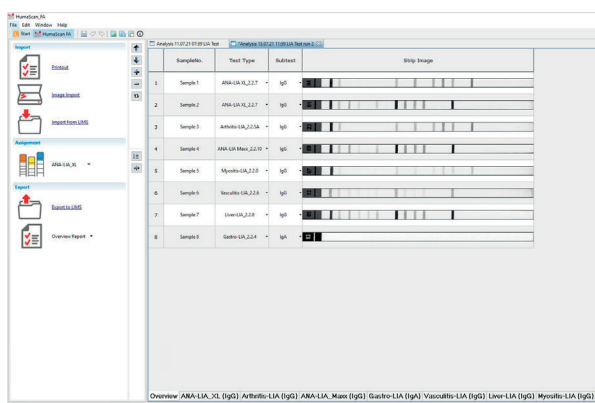 HumaScan_PA
File Edit Window Help
Start HumaScan PA
Analysis 11.07.21 07:59 LIA Test
*Analysis 13.07.21 11:59 LIA Test run 2
Import
Printout
Image Import
Import from LIMS
Assignment
ANA-LIA_XL
Export
Export to LIMS
Overview Report
SampleNo. Test Type Subtest Strip Image
1 Sample 1 ANA-LIA XL_2.2.7 IgG
2 Sample 2 ANA-LIA XL_2.2.7 IgG
3 Sample 3 Arthritis-LIA_2.2.5A IgG
4 Sample 4 ANA-LIA Maxx_2.2.10 IgG
5 Sample 5 Myositis-LIA_2.2.8 IgG
6 Sample 6 Vasculitis-LIA_2.2.6 IgG
7 Sample 7 Liver-LIA_2.2.8 IgG
8 Sample 8 Gastro-LIA_2.2.4 IgA
Overview ANA-LIA_XL (IgG) Arthritis-LIA (IgG) ANA-LIA_Maxx (IgG) Gastro-LIA (IgA) Vasculitis-LIA (IgG) Liver-LIA (IgG) Myositis-LIA (IgG)